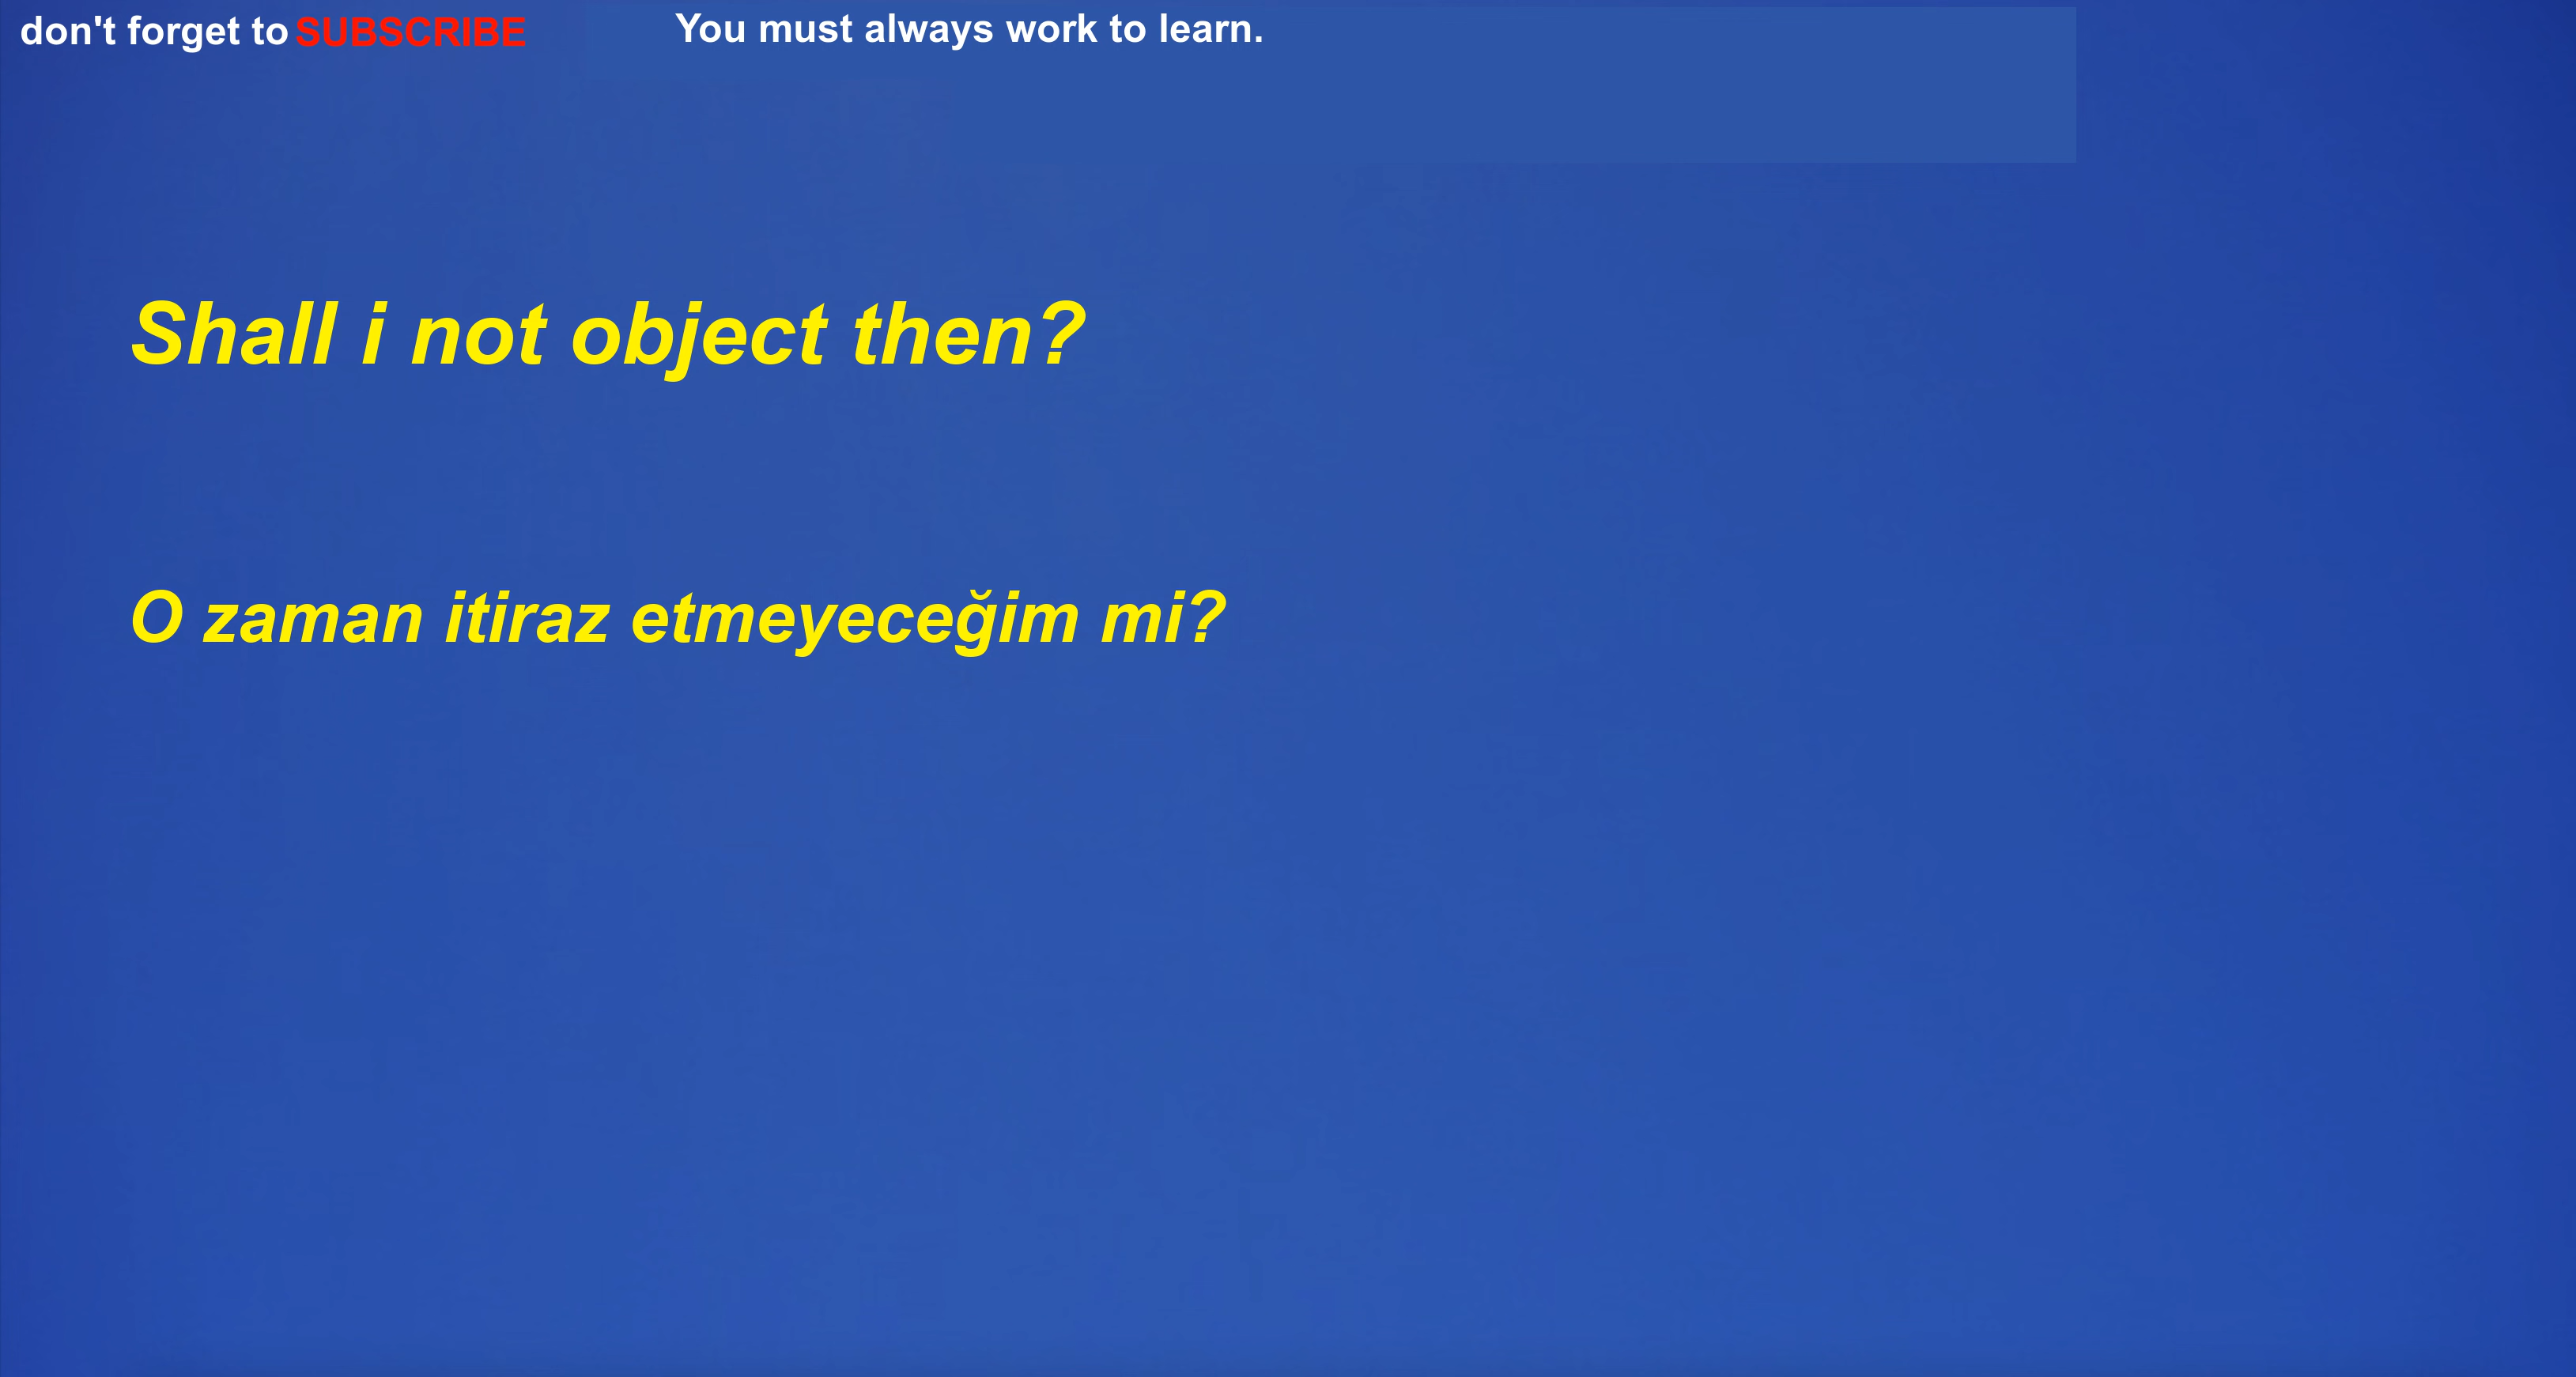 don't forget to SUBSCRIBE
You must always work to learn.
Shall i not object then?
O zaman itiraz etmeyeceğim mi?